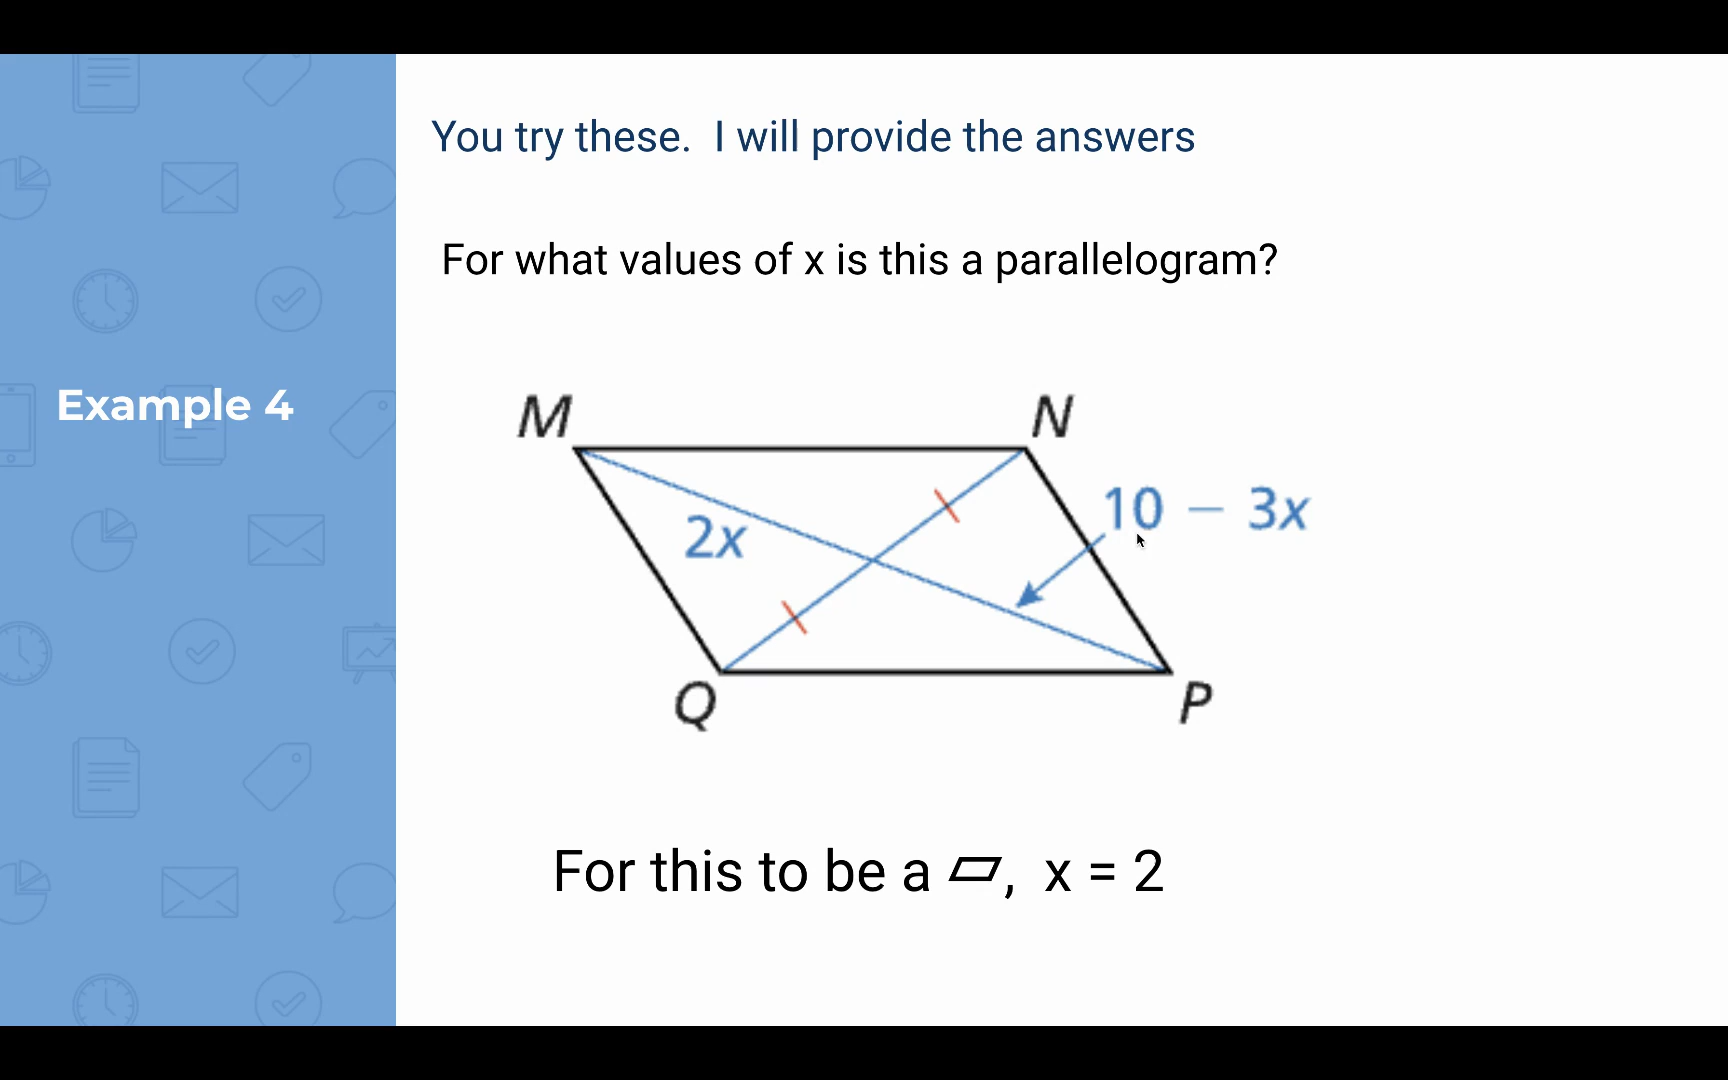 You try these.  I will provide the answers
For what values of x is this a parallelogram?
Example 4
M
N
10 − 3x
2x
Q
P
For this to be a ▱,  x = 2